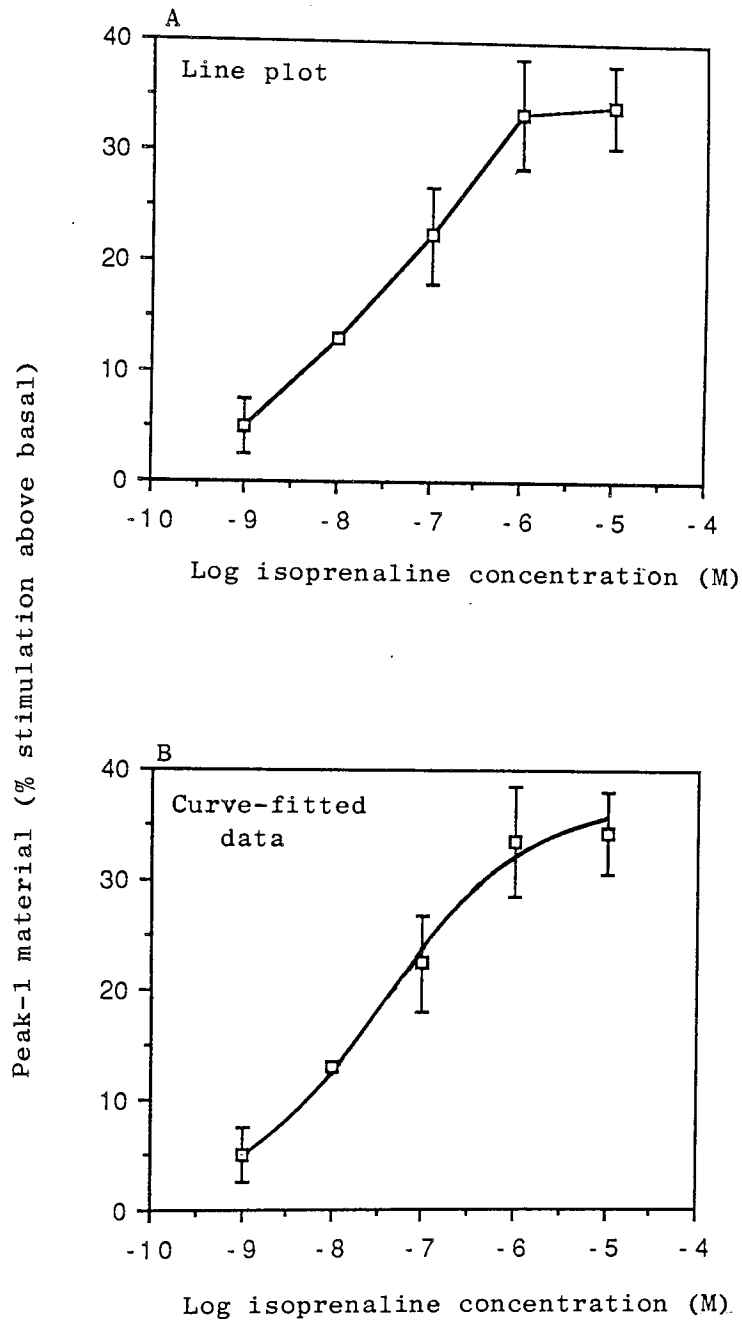 Peak-1 material (% stimulation above basal)
A
Line plot
40
30
20
10
0
-10 -9 -8 -7 -6 -5 -4
Log isoprenaline concentration (M)
B
Curve-fitted
data
40
30
20
10
0
-10 -9 -8 -7 -6 -5 -4
Log isoprenaline concentration (M)